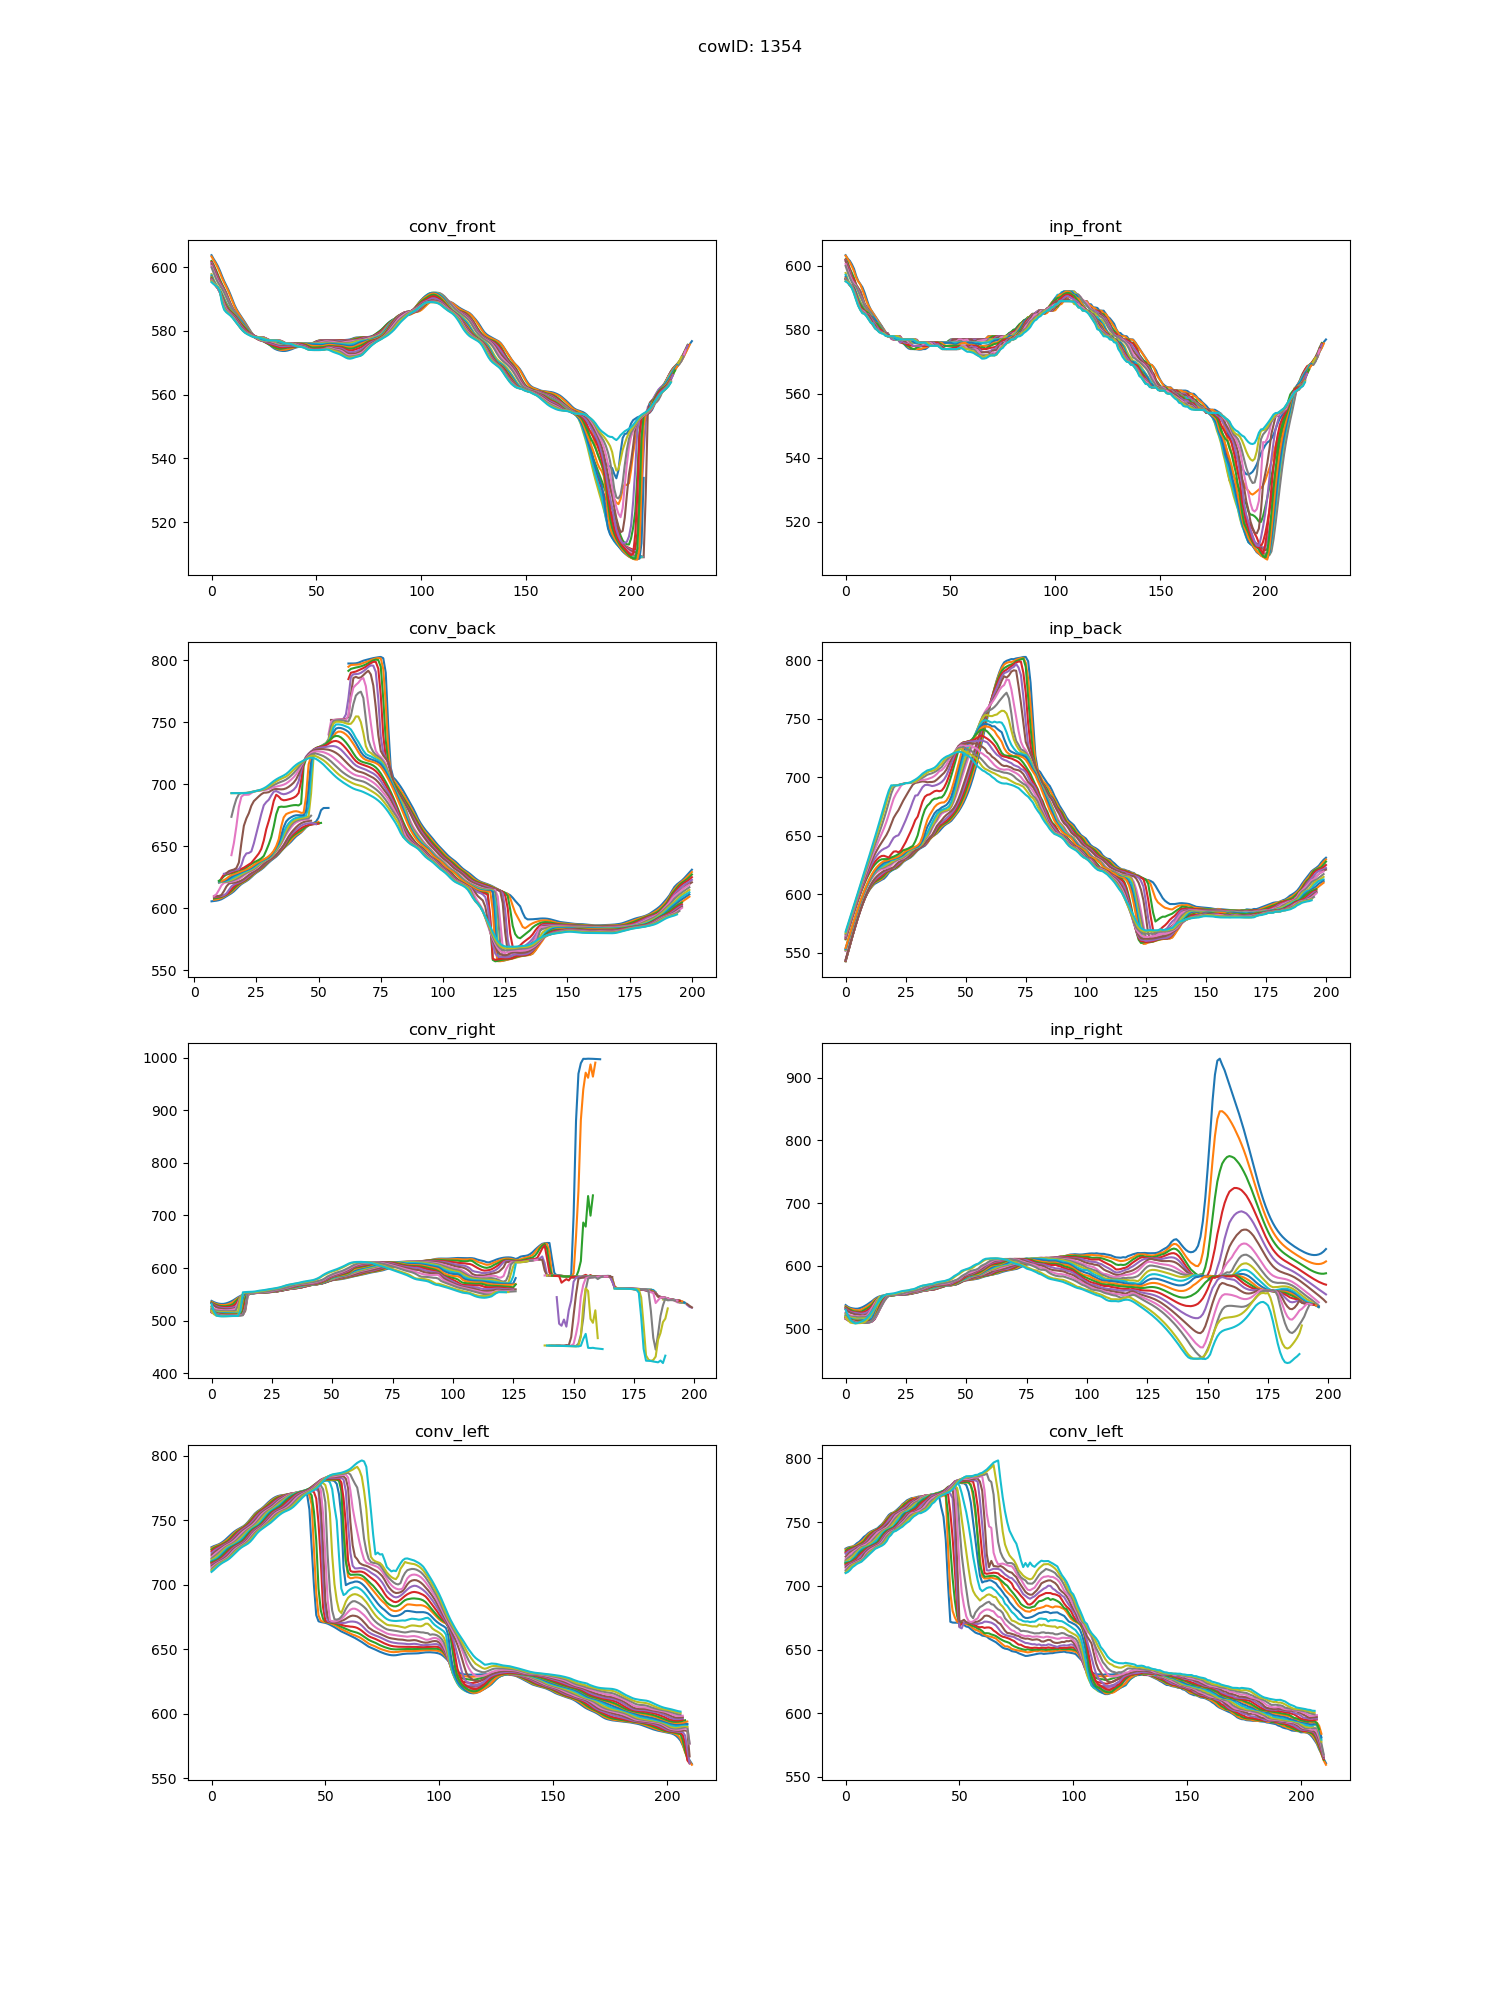 cowID: 1354
conv_front inp_front
600 600
580 580
560 560
540 540
520 520
0 50 100 150 200 0 50 100 150 200
conv_back inp_back
800 800
750 750
700 700
650 650
600 600
550 550
0 25 50 75 100 125 150 175 200 0 25 50 75 100 125 150 175 200
conv_right inp_right
1000
900 900
800 800
700 700
600 600
500 500
400
0 25 50 75 100 125 150 175 200 0 25 50 75 100 125 150 175 200
conv_left conv_left
800 800
750 750
700 700
650 650
600 600
550 550
0 50 100 150 200 0 50 100 150 200